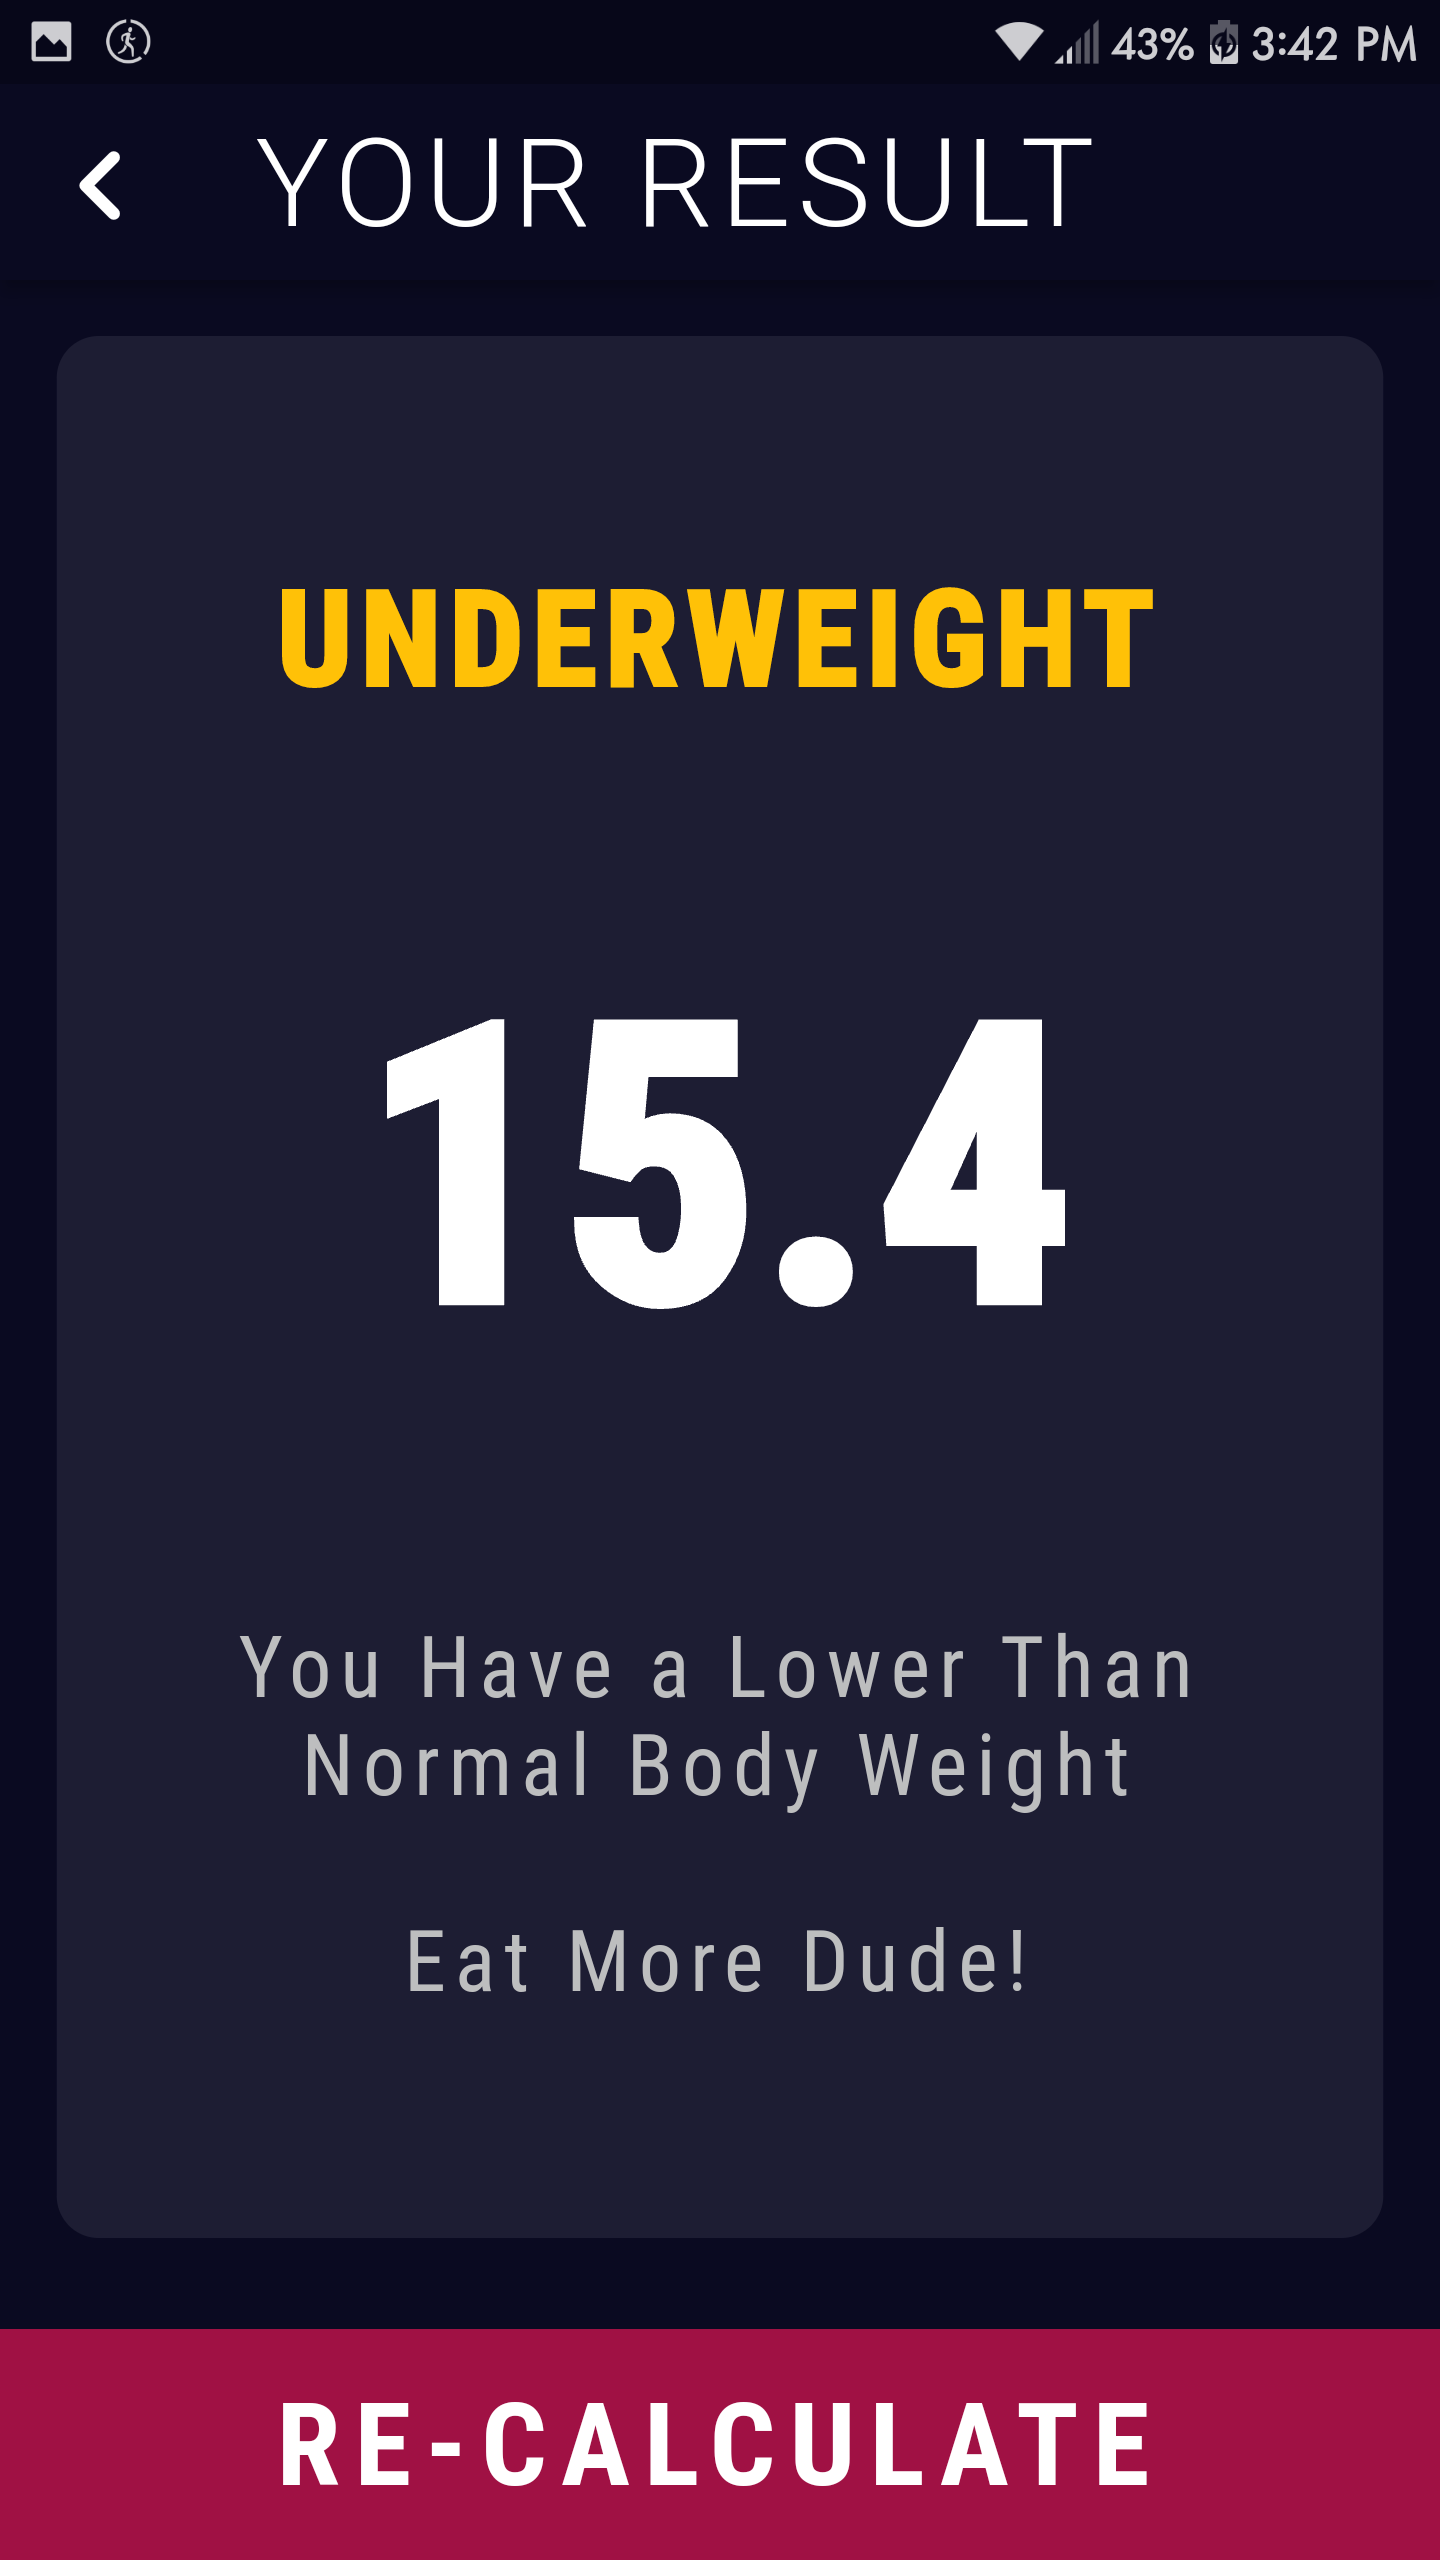 43% 3:42 PM
YOUR RESULT
UNDERWEIGHT
15.4
You Have a Lower Than
Normal Body Weight
Eat More Dude!
RE-CALCULATE